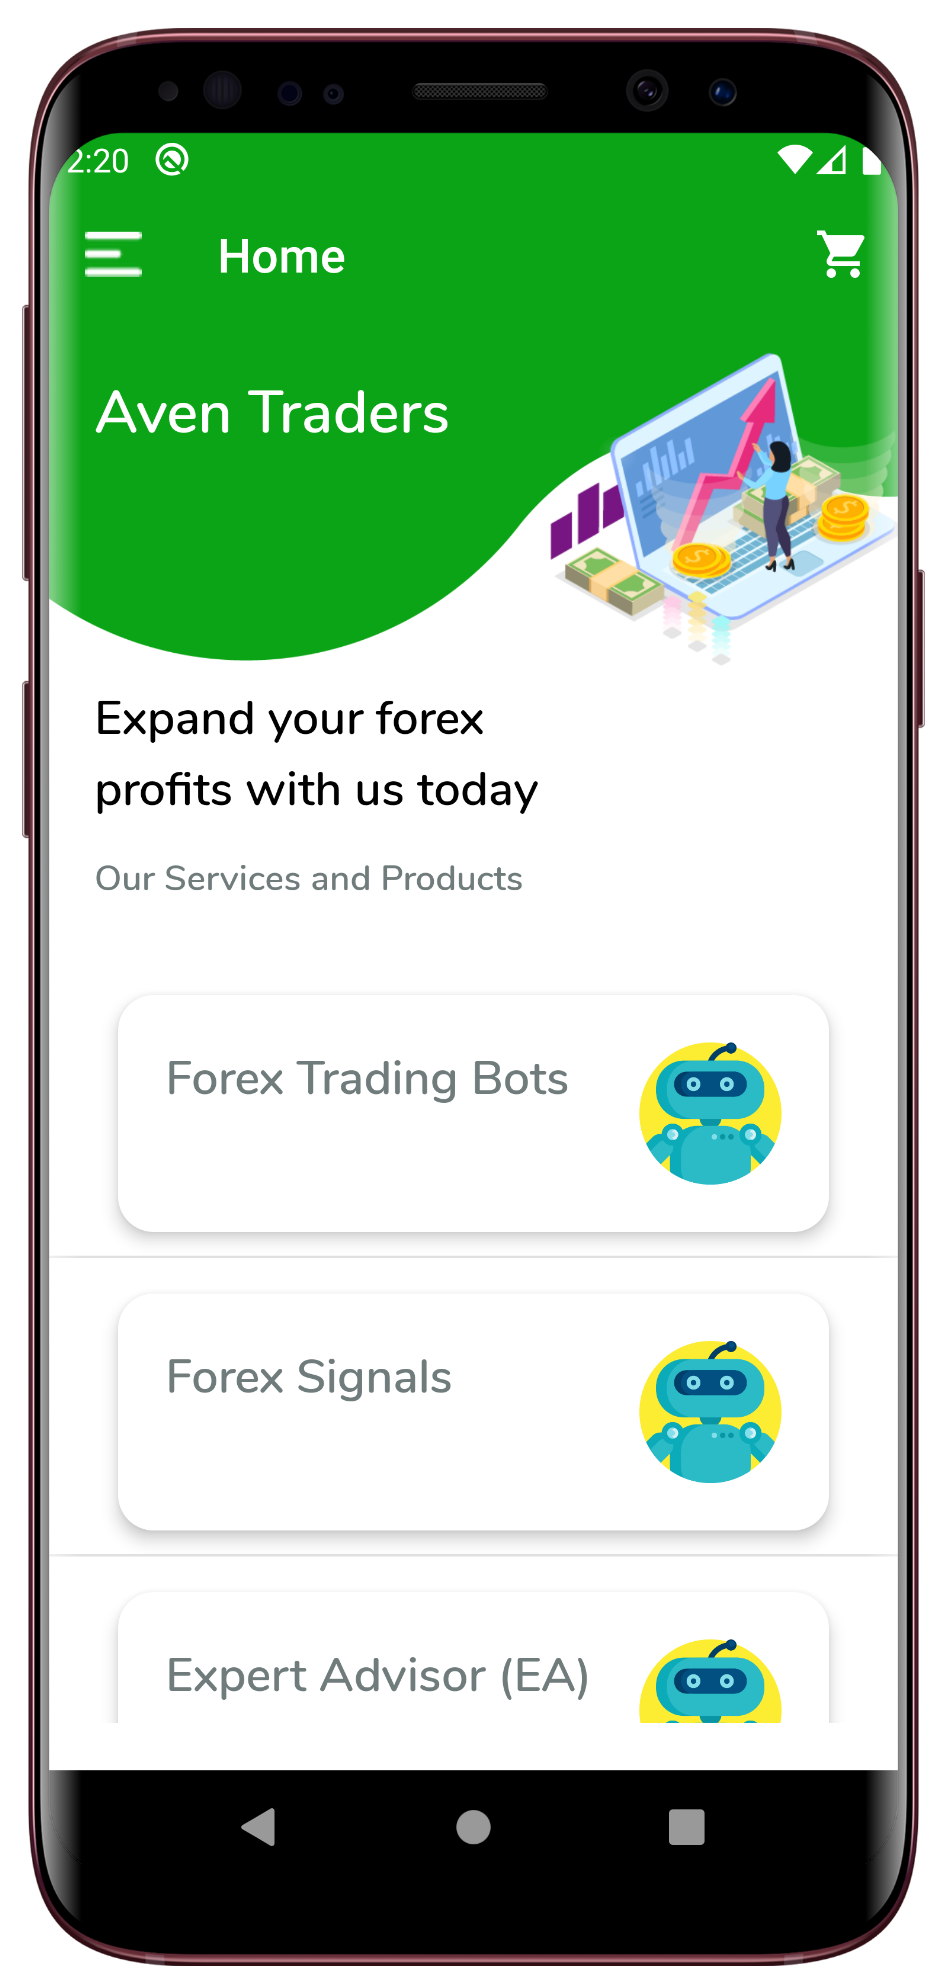 2:20
Home
Aven Traders
Expand your forex
profits with us today
Our Services and Products
Forex Trading Bots
Forex Signals
Expert Advisor (EA)